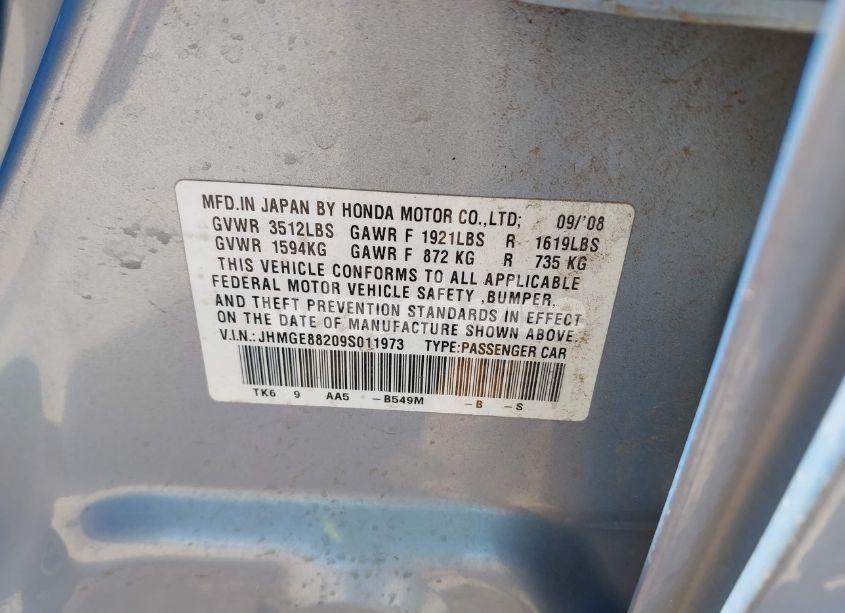 MFD.IN JAPAN BY HONDA MOTOR CO.,LTD; 09/'08
GVWR 3512LBS GAWR F 1921LBS R 1619LBS
GVWR 1594KG GAWR F 872 KG R 735 KG
THIS VEHICLE CONFORMS TO ALL APPLICABLE
FEDERAL MOTOR VEHICLE SAFETY ,BUMPER,
AND THEFT PREVENTION STANDARDS IN EFFECT
ON THE DATE OF MANUFACTURE SHOWN ABOVE.
V.I.N.:JHMGE88209S011973 TYPE:PASSENGER CAR
TK6 9 AA5 -B549M -B -S